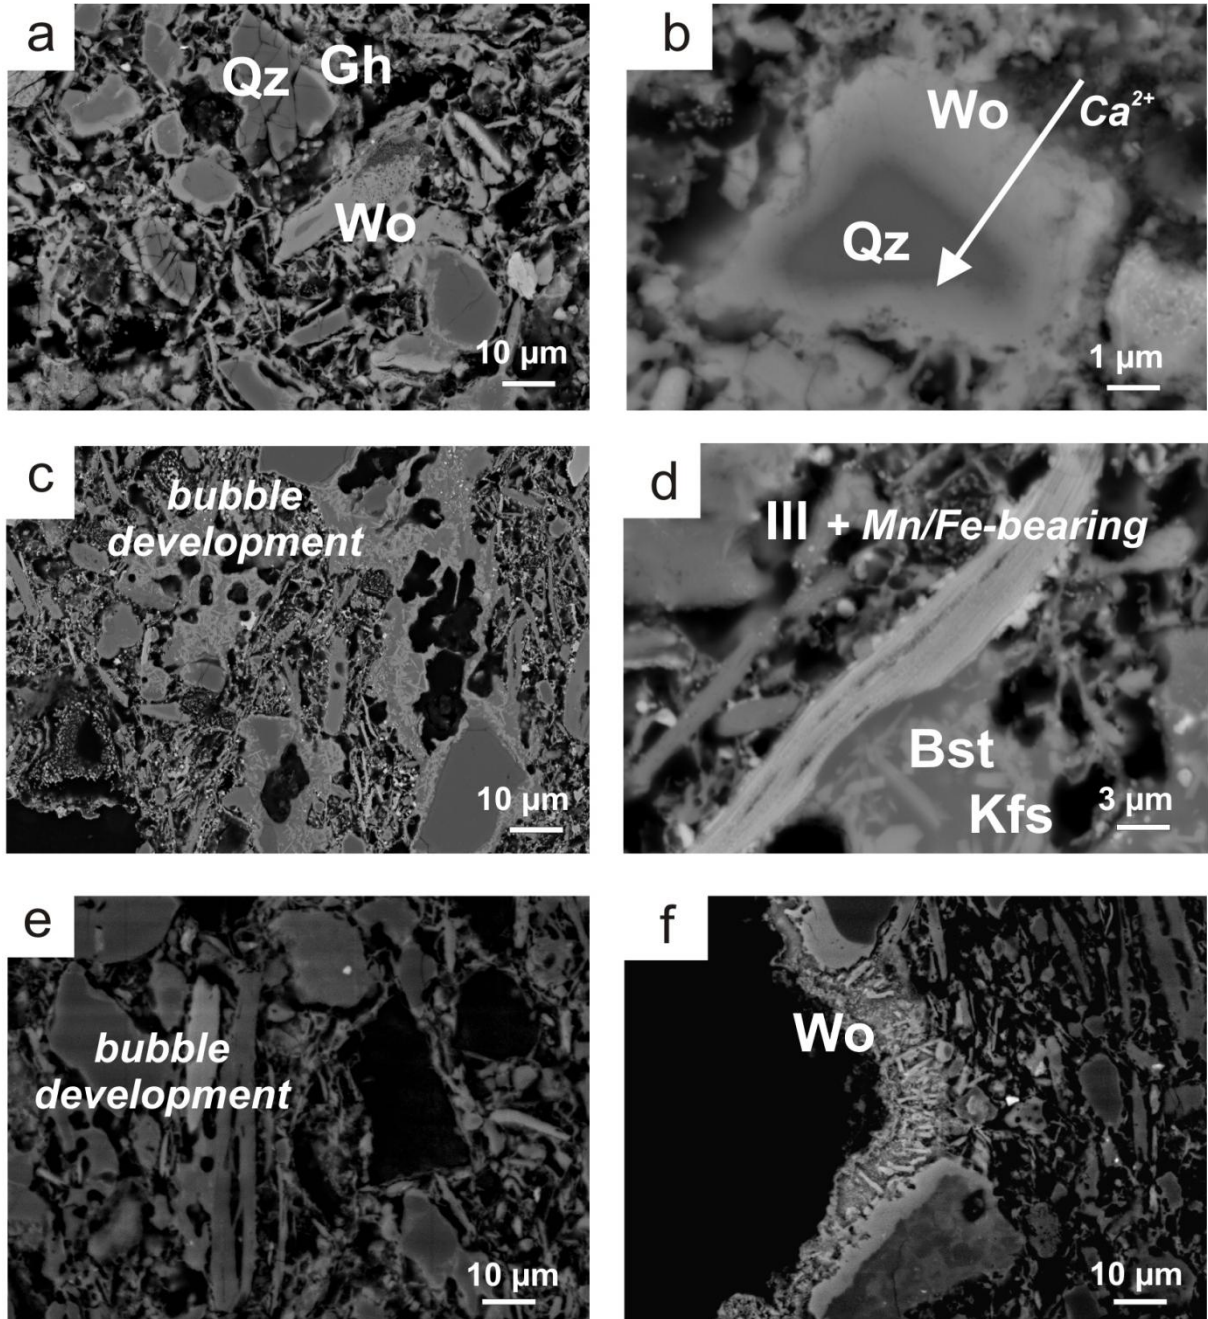 a
Qz
Gh
Wo
10 µm
b
Wo
Ca²⁺
Qz
1 µm
c
bubble
development
10 µm
d
Ill + Mn/Fe-bearing
Bst
Kfs
3 µm
e
bubble
development
10 µm
f
Wo
10 µm